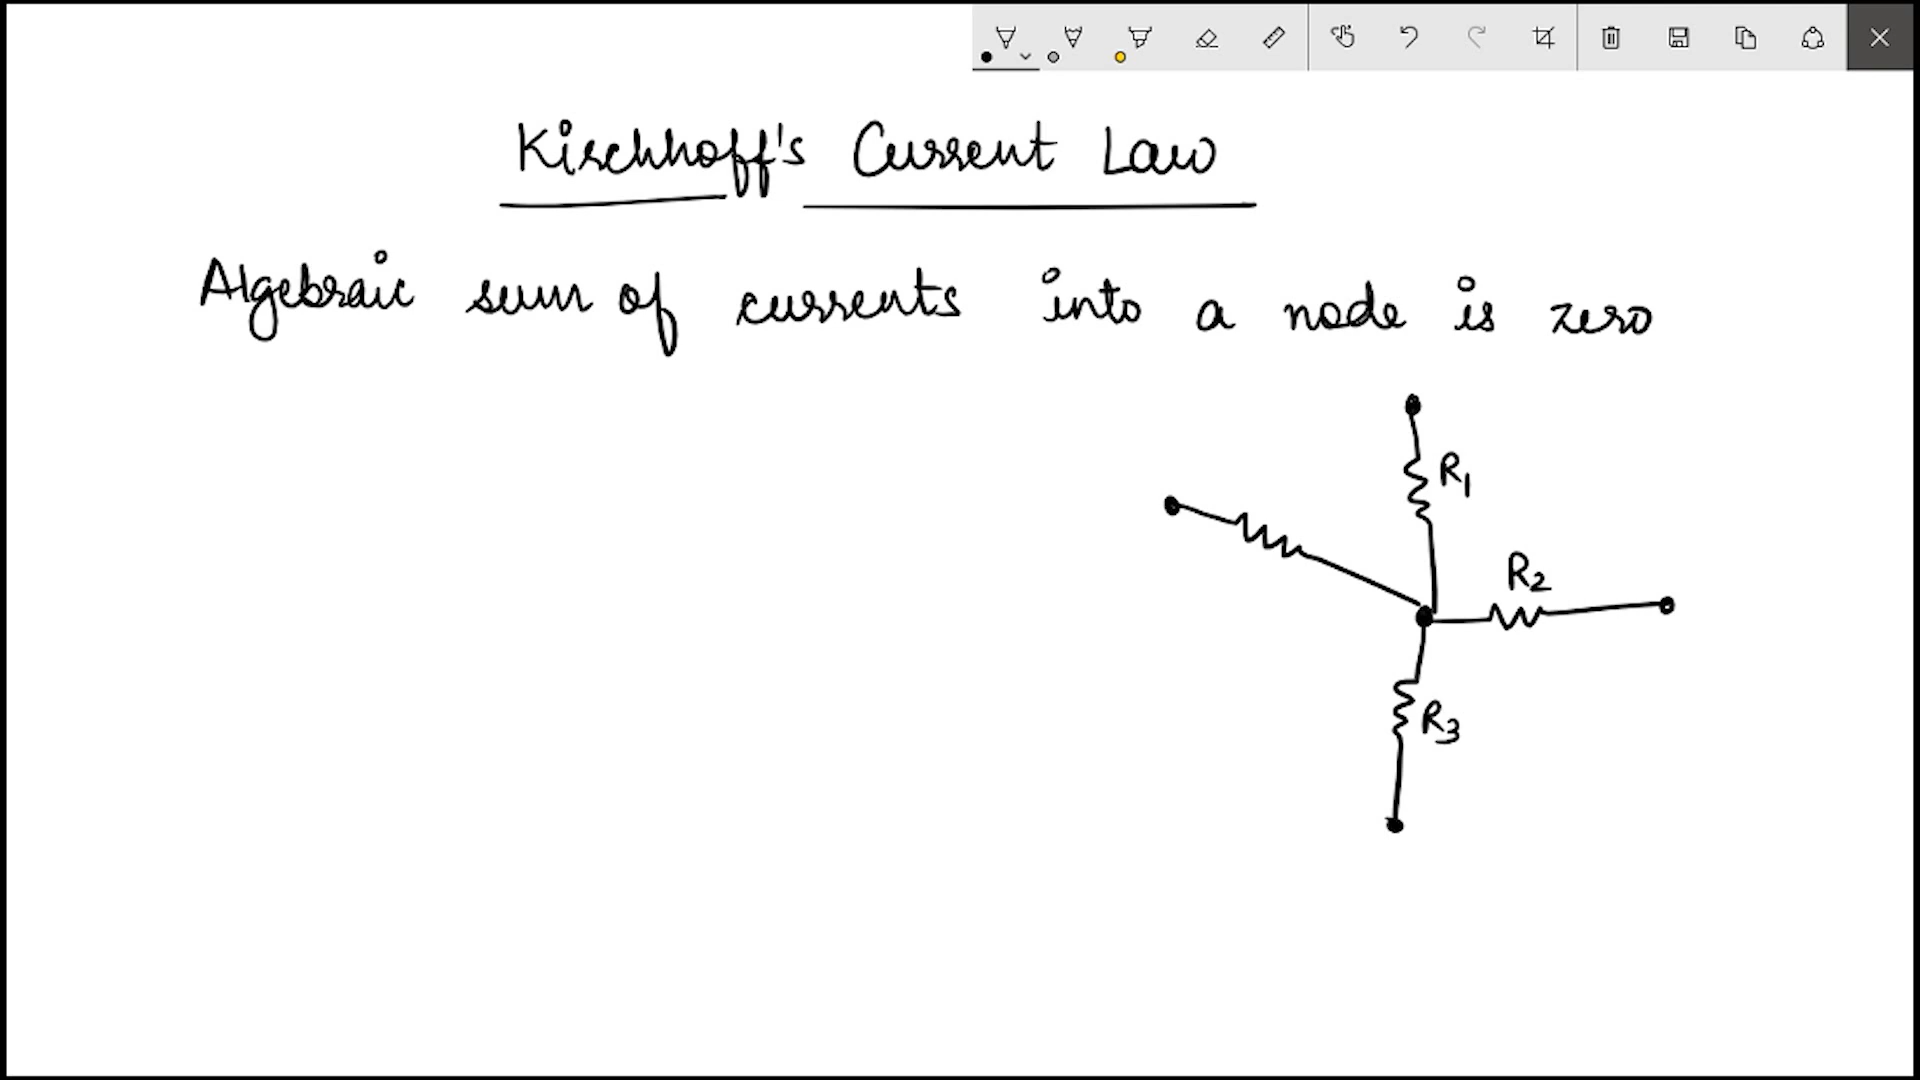 Kirchhoff's Current Law
Algebraic sum of currents into a node is zero
R1
R2
R3